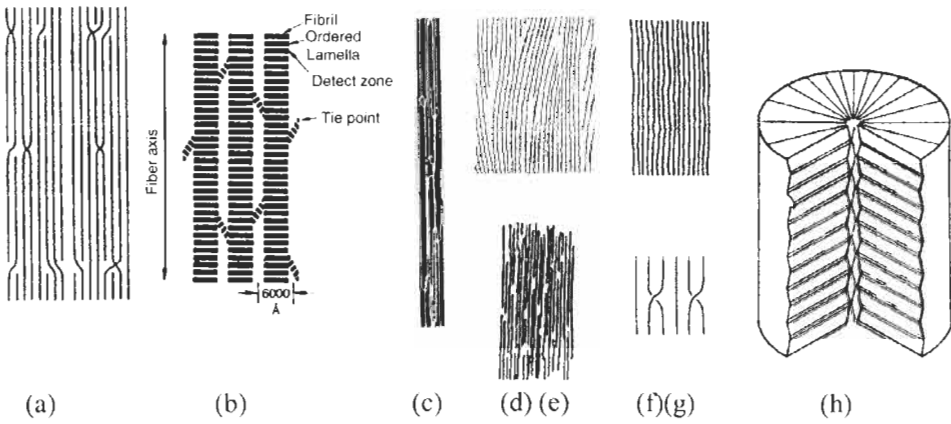 Fibril
Ordered
Lamella
Detect zone
Tie point
Fiber axis
6000
Å
(a)
(b)
(c)
(d) (e)
(f)(g)
(h)